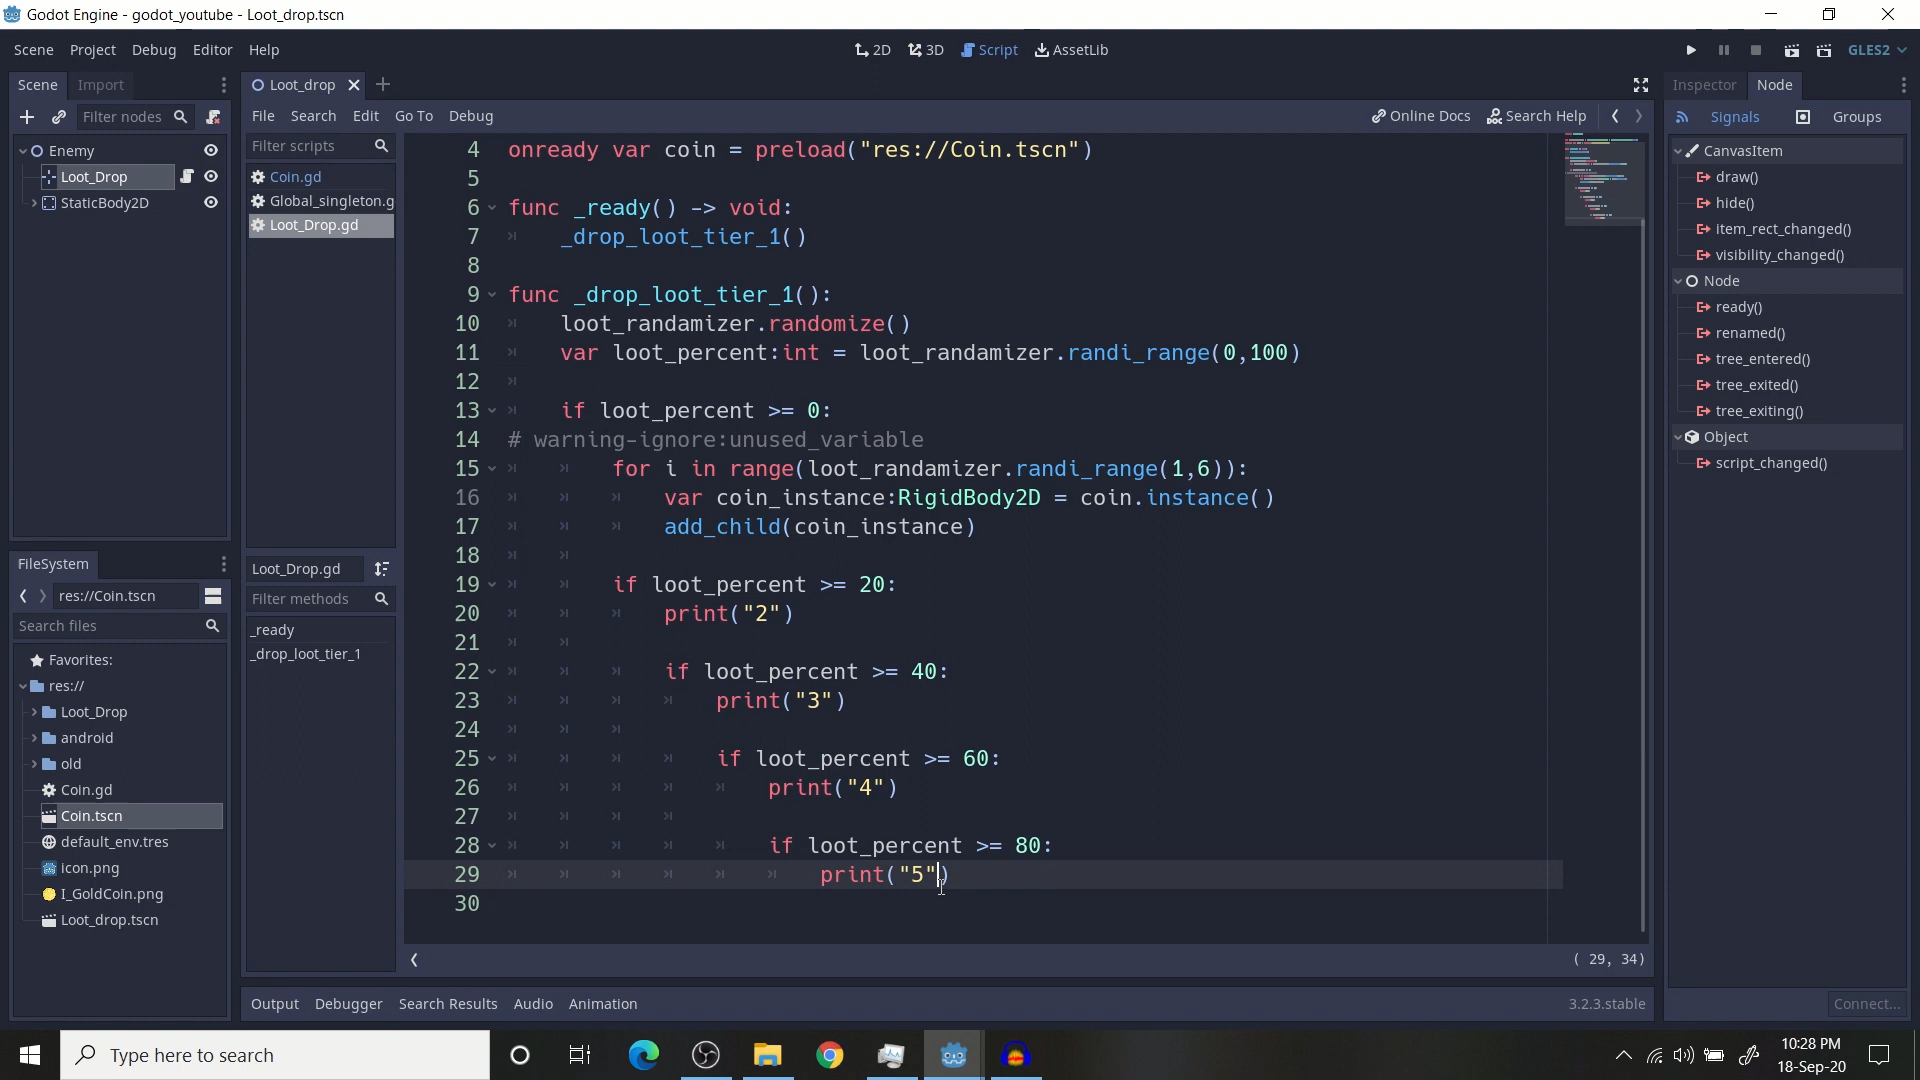 Godot Engine - godot_youtube - Loot_drop.tscn
Scene Project Debug Editor Help
2D 3D Script AssetLib
GLES2
Scene Import
Filter nodes
Enemy
Loot_Drop
StaticBody2D
FileSystem
res://Coin.tscn
Search files
Favorites:
res://
Loot_Drop
android
old
Coin.gd
Coin.tscn
default_env.tres
icon.png
I_GoldCoin.png
Loot_drop.tscn
Loot_drop
File Search Edit Go To Debug
Online Docs Search Help
Filter scripts
Coin.gd
Global_singleton.g
Loot_Drop.gd
Loot_Drop.gd
Filter methods
_ready
_drop_loot_tier_1
4 onready var coin = preload("res://Coin.tscn")
5
6 func _ready() -> void:
7 _drop_loot_tier_1()
8
9 func _drop_loot_tier_1():
10 loot_randamizer.randomize()
11 var loot_percent:int = loot_randamizer.randi_range(0,100)
12
13 if loot_percent >= 0:
14 # warning-ignore:unused_variable
15 for i in range(loot_randamizer.randi_range(1,6)):
16 var coin_instance:RigidBody2D = coin.instance()
17 add_child(coin_instance)
18
19 if loot_percent >= 20:
20 print("2")
21
22 if loot_percent >= 40:
23 print("3")
24
25 if loot_percent >= 60:
26 print("4")
27
28 if loot_percent >= 80:
29 print("5")
30
( 29, 34)
Output Debugger Search Results Audio Animation
3.2.3.stable
Inspector Node
Signals Groups
CanvasItem
draw()
hide()
item_rect_changed()
visibility_changed()
Node
ready()
renamed()
tree_entered()
tree_exited()
tree_exiting()
Object
script_changed()
Connect...
Type here to search
10:28 PM
18-Sep-20